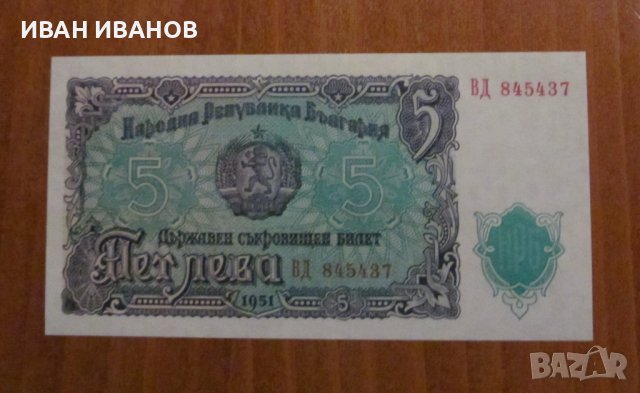 ИВАН ИВАНОВ
ВД 845437
5
Народна Република България
5 5
Държавен съкровищен билет
Пет лева ВД 845437
1951 5
BAZAR